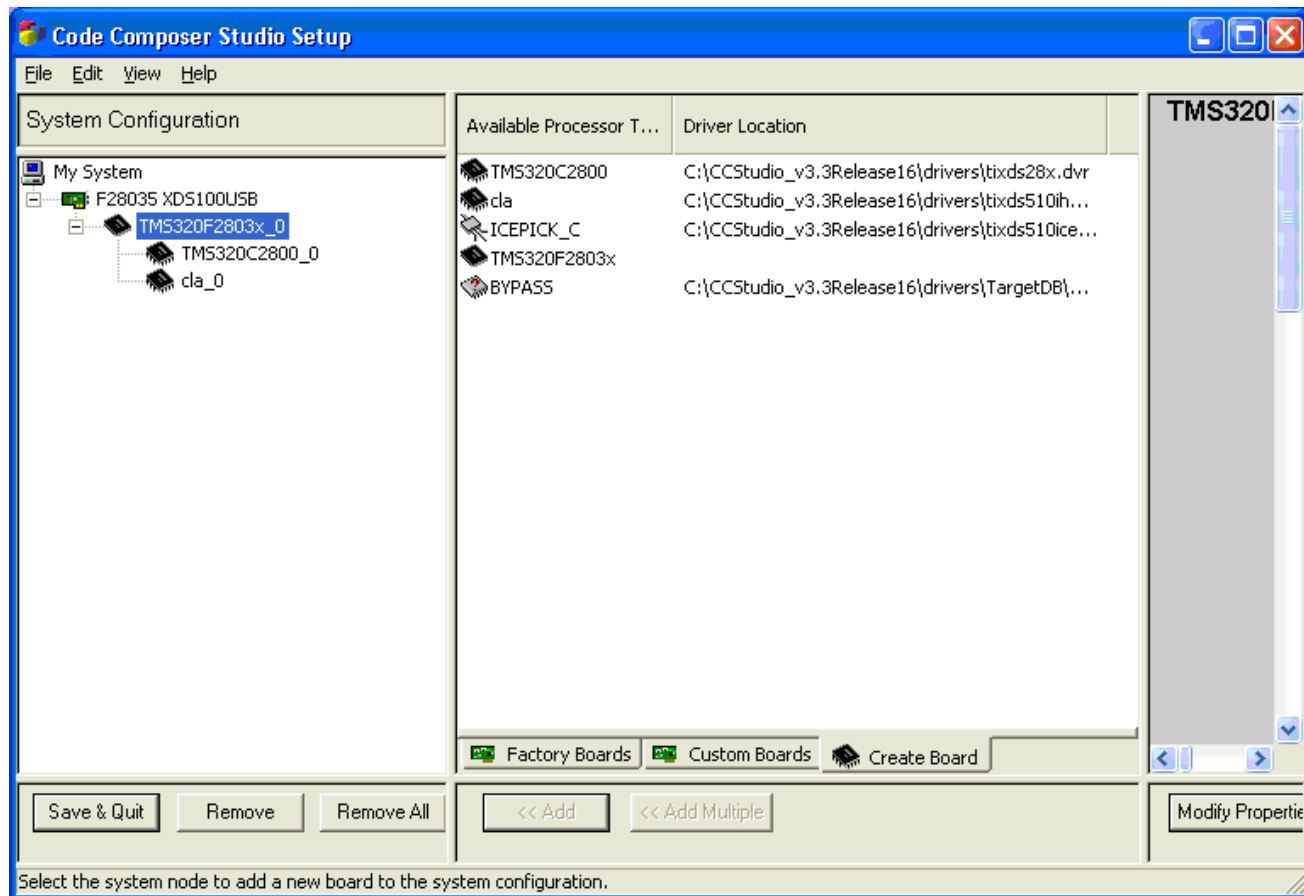 Code Composer Studio Setup
File Edit View Help
System Configuration
My System
F28035 XDS100USB
TMS320F2803x_0
TMS320C2800_0
cla_0
Available Processor T... Driver Location
TMS320C2800 C:\CCStudio_v3.3Release16\drivers\tixds28x.dvr
cla C:\CCStudio_v3.3Release16\drivers\tixds510ih...
ICEPICK_C C:\CCStudio_v3.3Release16\drivers\tixds510ice...
TMS320F2803x
BYPASS C:\CCStudio_v3.3Release16\drivers\TargetDB\...
Factory Boards Custom Boards Create Board
TMS320
Save & Quit Remove Remove All << Add << Add Multiple Modify Propertie
Select the system node to add a new board to the system configuration.